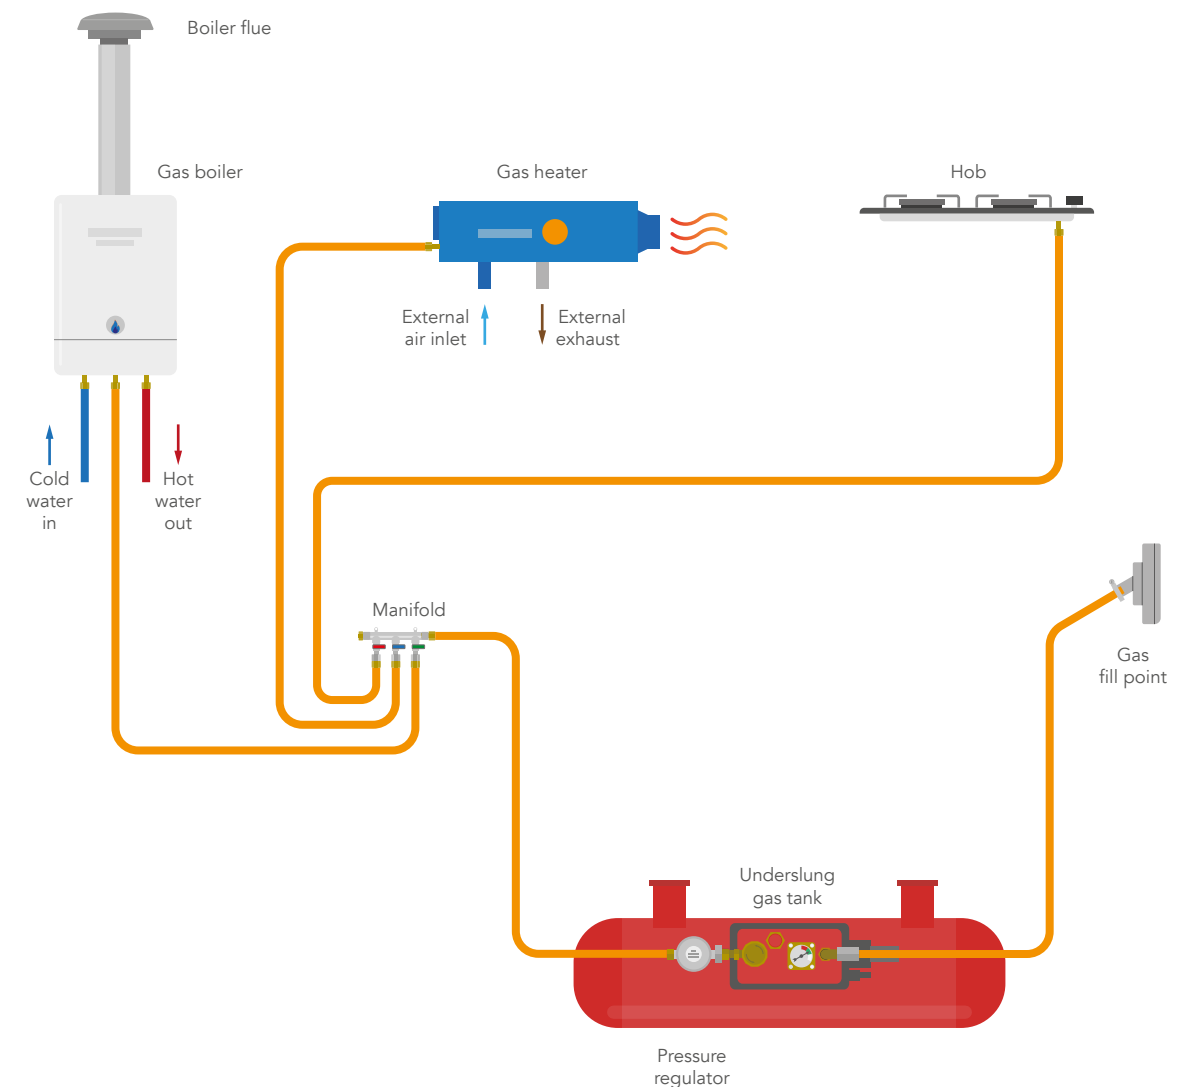 Boiler flue
Gas boiler
Gas heater
Hob
External
air inlet
External
exhaust
Cold
water
in
Hot
water
out
Manifold
Gas
fill point
Underslung
gas tank
Pressure
regulator